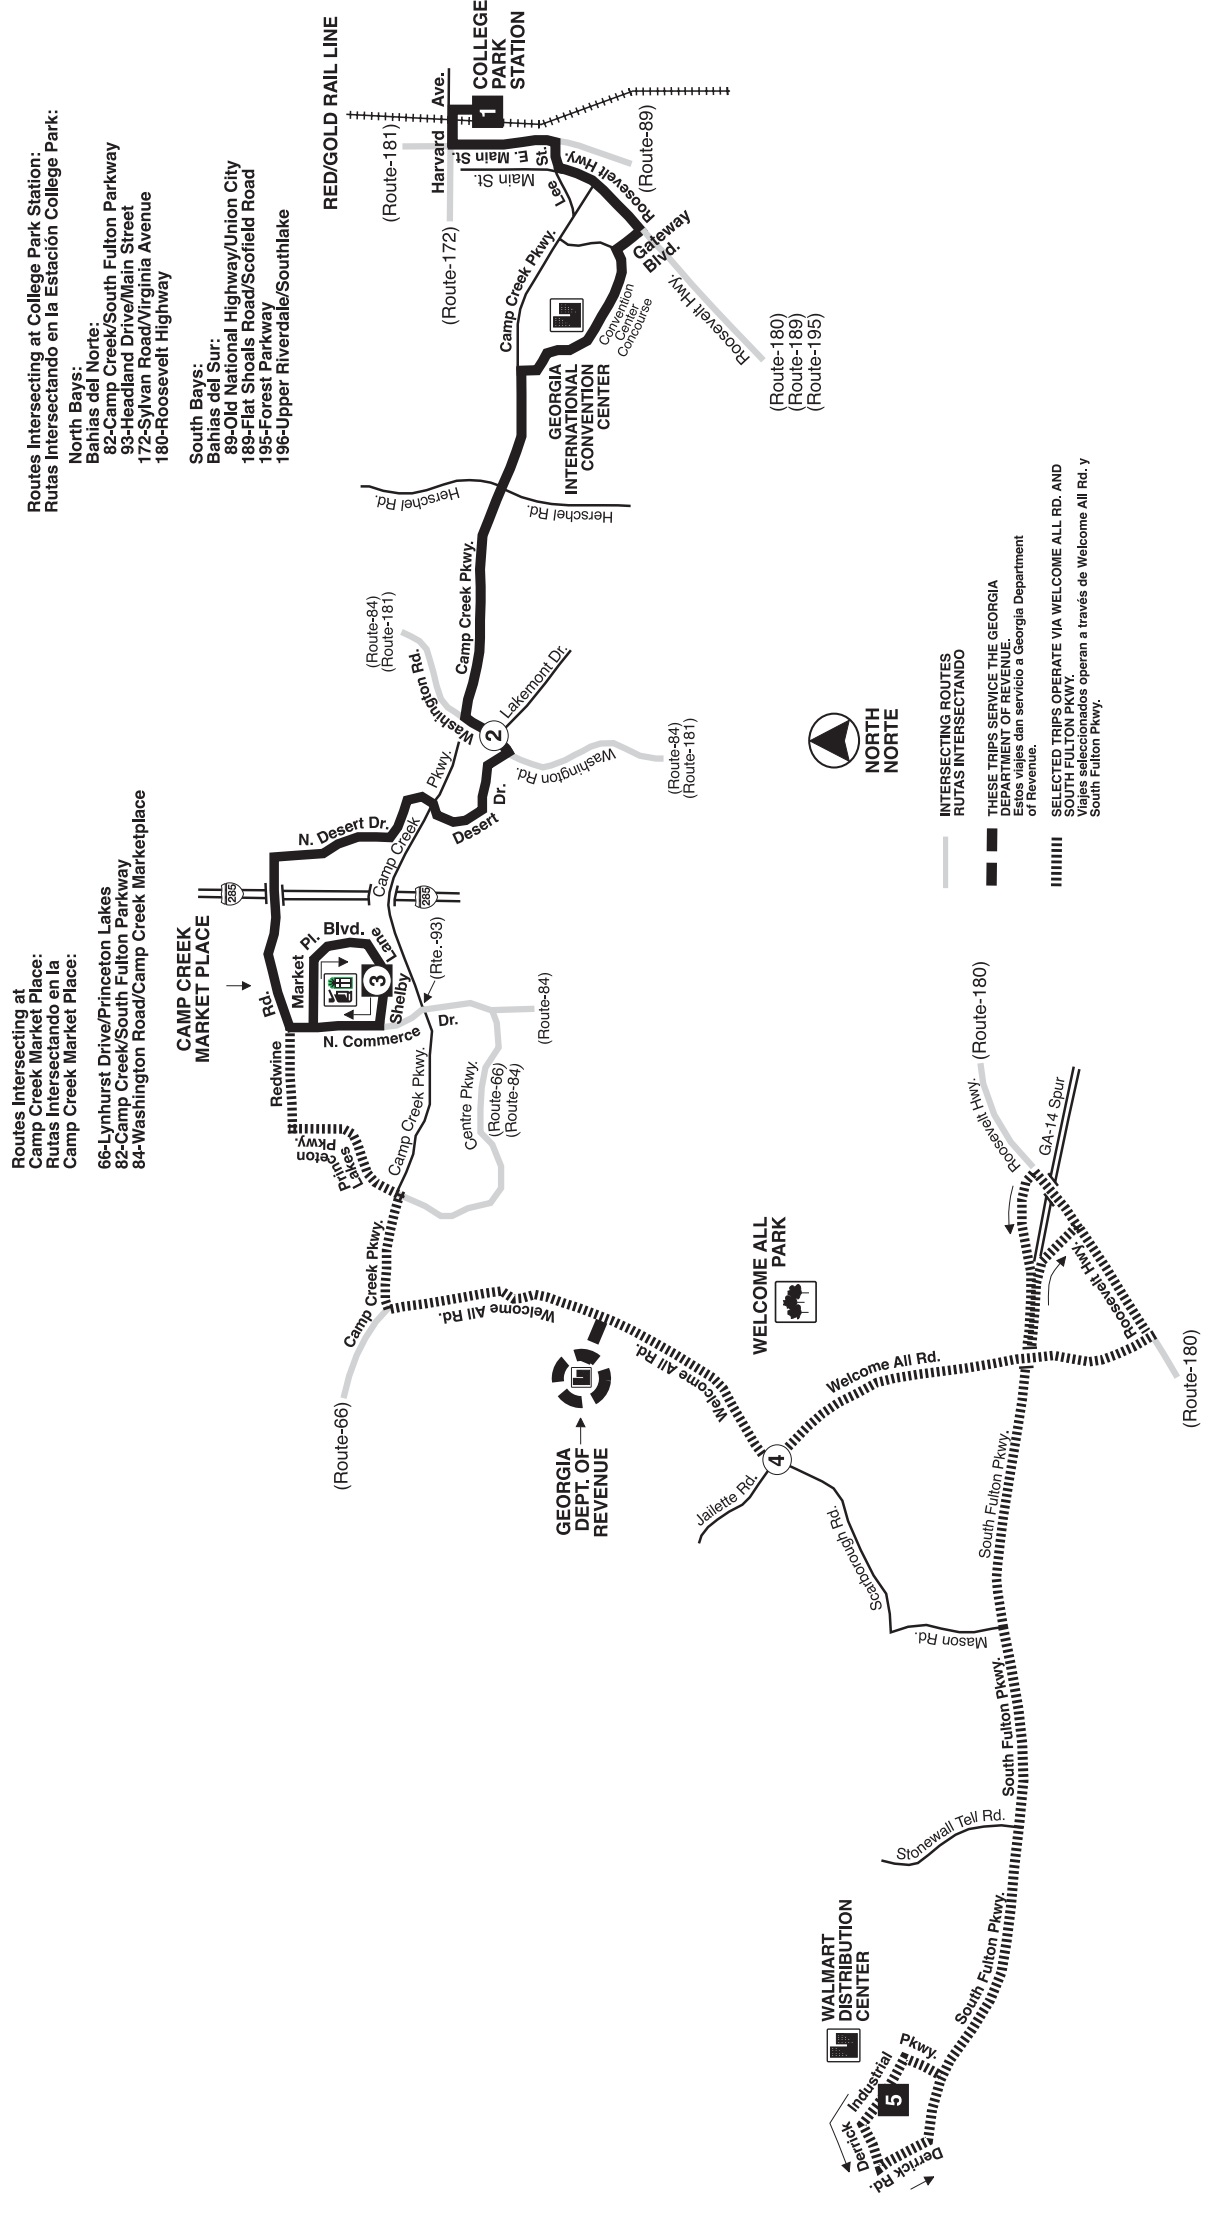 Routes Intersecting at
Camp Creek Market Place:
Rutas Intersectando en la
Camp Creek Market Place:
66-Lynhurst Drive/Princeton Lakes
82-Camp Creek/South Fulton Parkway
84-Washington Road/Camp Creek Marketplace
Routes Intersecting at College Park Station:
Rutas Intersectando en la Estación College Park:
North Bays:
Bahias del Norte:
82-Camp Creek/South Fulton Parkway
93-Headland Drive/Main Street
172-Sylvan Road/Virginia Avenue
180-Roosevelt Highway
South Bays:
Bahias del Sur:
89-Old National Highway/Union City
189-Flat Shoals Road/Scofield Road
195-Forest Parkway
196-Upper Riverdale/Southlake
RED/GOLD RAIL LINE
COLLEGE
PARK
STATION
1
Harvard Ave.
(Route-181)
(Route-172)
E. Main St.
Main St.
St.
Lee
Roosevelt Hwy.
Roosevelt
(Route-89)
Gateway
Blvd.
Roosevelt Hwy.
(Route-180)
(Route-189)
(Route-195)
Camp Creek Pkwy.
Convention
Center
Concourse
GEORGIA
INTERNATIONAL
CONVENTION
CENTER
Herschel Rd.
Herschel Rd.
Camp Creek Pkwy.
(Route-84)
(Route-181)
Washington Rd.
Washington
2
Lakemont Dr.
Washington Rd.
(Route-84)
(Route-181)
Pkwy.
Camp Creek
Desert Dr.
N. Desert Dr.
285
285
CAMP CREEK
MARKET PLACE
Rd.
Redwine
Market Pl. Blvd.
Lane
Shelby
3
N. Commerce Dr.
(Rte.-93)
(Route-84)
Camp Creek Pkwy.
Centre Pkwy.
(Route-66)
(Route-84)
Princeton
Lakes
Pkwy.
Camp Creek Pkwy.
Camp Creek Pkwy.
(Route-66)
Welcome All Rd.
Welcome
All Rd.
GEORGIA
DEPT. OF
REVENUE
Welcome All Rd.
Welcome
4
Jailette Rd.
Scarborough Rd.
Mason Rd.
WELCOME ALL
PARK
Welcome All Rd.
Roosevelt Hwy.
(Route-180)
Roosevelt Hwy.
(Route-180)
GA-14 Spur
South Fulton Pkwy.
South Fulton Pkwy.
Stonewall Tell Rd.
South Fulton Pkwy.
South Fulton Pkwy.
WALMART
DISTRIBUTION
CENTER
Derrick Industrial Pkwy.
5
Derrick Rd.
NORTH
NORTE
INTERSECTING ROUTES
RUTAS INTERSECTANDO
THESE TRIPS SERVICE THE GEORGIA
DEPARTMENT OF REVENUE.
Estos viajes dan servicio a Georgia Department
of Revenue.
SELECTED TRIPS OPERATE VIA WELCOME ALL RD. AND
SOUTH FULTON PKWY.
Viajes seleccionados operan a través de Welcome All Rd. y
South Fulton Pkwy.